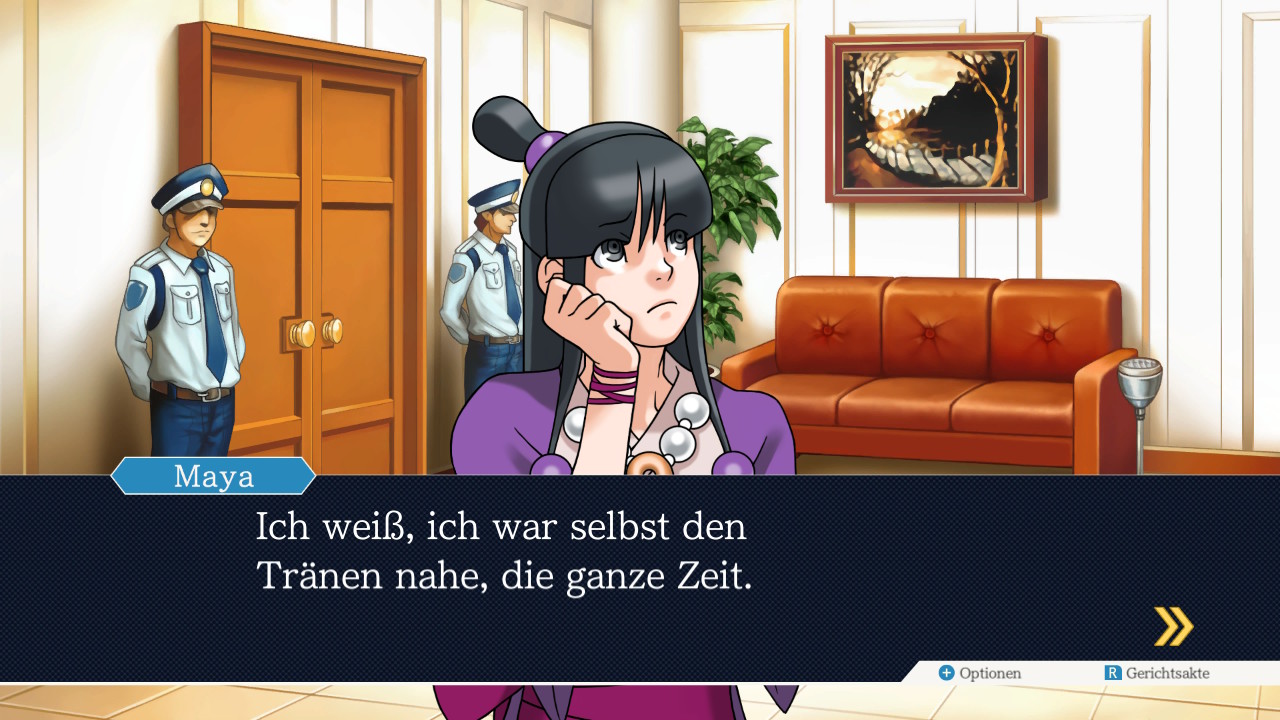 Maya
Ich weiß, ich war selbst den
Tränen nahe, die ganze Zeit.
+ Optionen
R Gerichtsakte